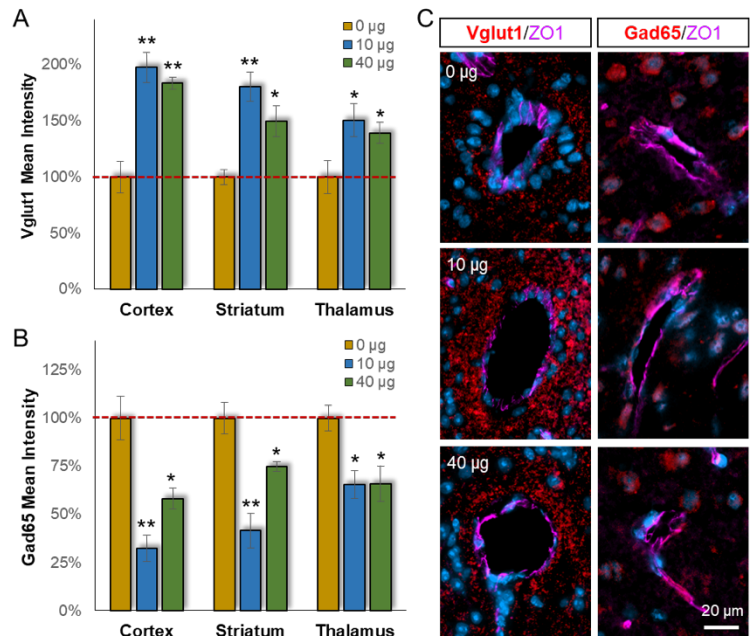 A
Vglut1 Mean Intensity
200%
150%
100%
50%
0%
0 µg
10 µg
40 µg
**
**
**
*
*
*
Cortex Striatum Thalamus
B
Gad65 Mean Intensity
125%
100%
75%
50%
25%
0%
0 µg
10 µg
40 µg
**
*
**
*
*
*
Cortex Striatum Thalamus
C
Vglut1/ZO1 Gad65/ZO1
0 µg
10 µg
40 µg
20 µm